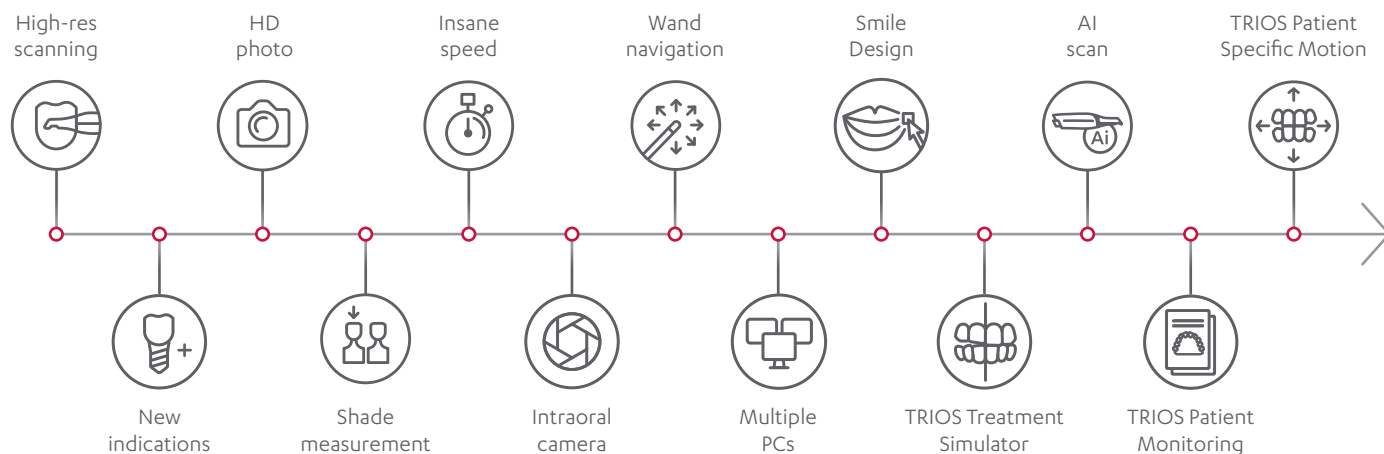 High-res
scanning
HD
photo
Insane
speed
Wand
navigation
Smile
Design
AI
scan
TRIOS Patient
Specific Motion
Ai
New
indications
Shade
measurement
Intraoral
camera
Multiple
PCs
TRIOS Treatment
Simulator
TRIOS Patient
Monitoring